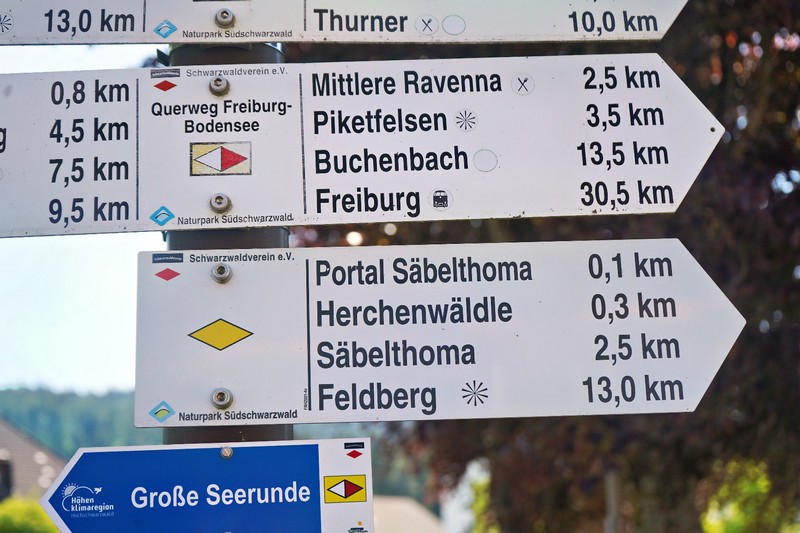 13,0 km
Naturpark Südschwarzwald
Thurner 10,0 km
0,8 km
4,5 km
7,5 km
9,5 km
Schwarzwaldverein e.V.
Querweg Freiburg-
Bodensee
Naturpark Südschwarzwald
Mittlere Ravenna 2,5 km
Piketfelsen 3,5 km
Buchenbach 13,5 km
Freiburg 30,5 km
Schwarzwaldverein e.V.
Naturpark Südschwarzwald
Portal Säbelthoma 0,1 km
Herchenwäldle 0,3 km
Säbelthoma 2,5 km
Feldberg 13,0 km
Höhen
klimaregion
Große Seerunde